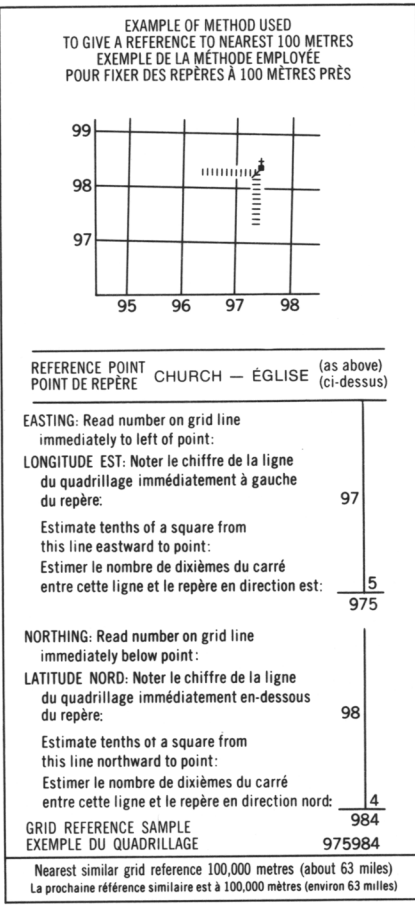 EXAMPLE OF METHOD USED
TO GIVE A REFERENCE TO NEAREST 100 METRES
EXEMPLE DE LA MÉTHODE EMPLOYÉE
POUR FIXER DES REPÈRES À 100 MÈTRES PRÈS
99
98
97
95 96 97 98
REFERENCE POINT
POINT DE REPÈRE
CHURCH — ÉGLISE
(as above)
(ci-dessus)
EASTING: Read number on grid line
immediately to left of point:
LONGITUDE EST: Noter le chiffre de la ligne
du quadrillage immédiatement à gauche
du repère: 97
Estimate tenths of a square from
this line eastward to point:
Estimer le nombre de dixièmes du carré
entre cette ligne et le repère en direction est: 5
975
NORTHING: Read number on grid line
immediately below point:
LATITUDE NORD: Noter le chiffre de la ligne
du quadrillage immédiatement en-dessous
du repère: 98
Estimate tenths of a square from
this line northward to point:
Estimer le nombre de dixièmes du carré
entre cette ligne et le repère en direction nord: 4
984
GRID REFERENCE SAMPLE
EXEMPLE DU QUADRILLAGE 975984
Nearest similar grid reference 100,000 metres (about 63 miles)
La prochaine référence similaire est à 100,000 mètres (environ 63 milles)